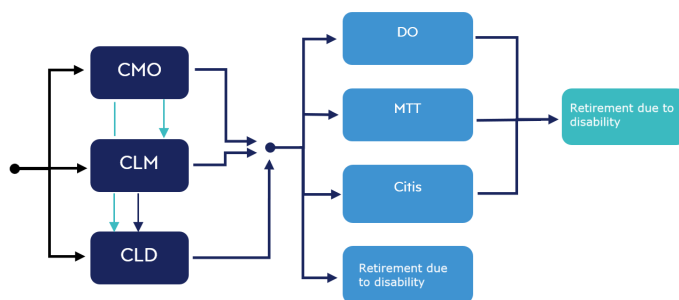 CMO
CLM
CLD
DO
MTT
Citis
Retirement due
to disability
Retirement due to
disability